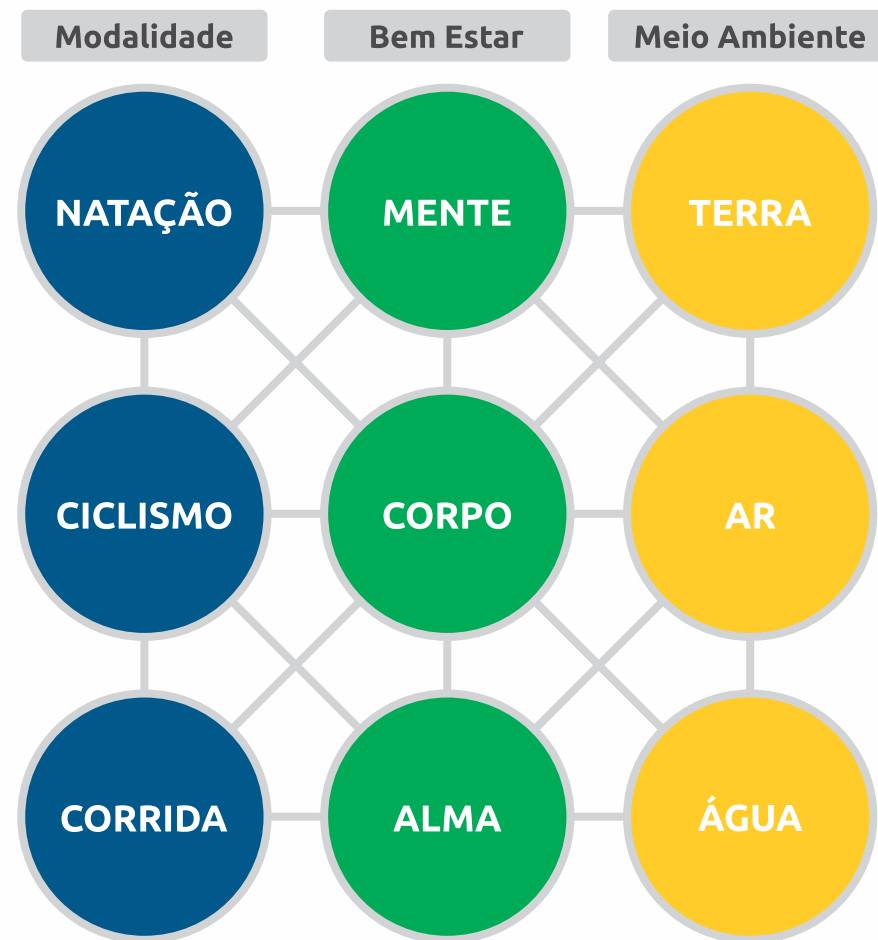 Modalidade
Bem Estar
Meio Ambiente
NATAÇÃO
MENTE
TERRA
CICLISMO
CORPO
AR
CORRIDA
ALMA
ÁGUA